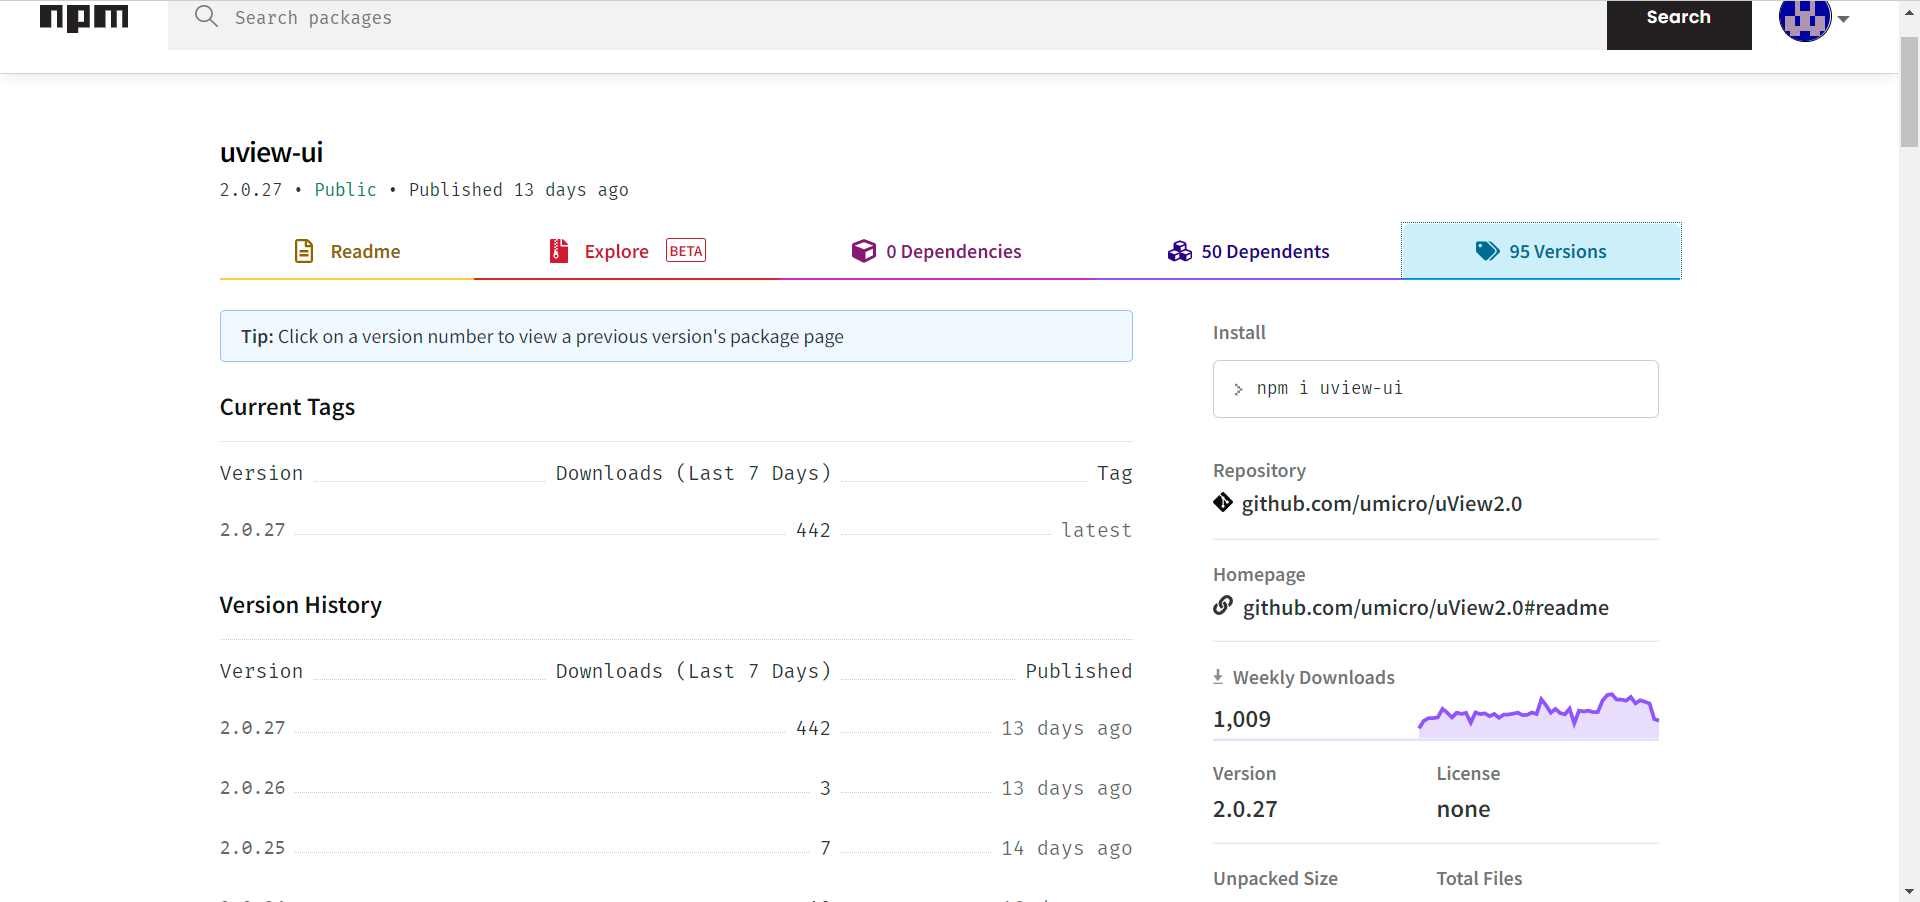 npm
Search packages
Search
uview-ui
2.0.27 • Public • Published 13 days ago
Readme
Explore BETA
0 Dependencies
50 Dependents
95 Versions
Tip: Click on a version number to view a previous version's package page
Current Tags
Version Downloads (Last 7 Days) Tag
2.0.27 442 latest
Version History
Version Downloads (Last 7 Days) Published
2.0.27 442 13 days ago
2.0.26 3 13 days ago
2.0.25 7 14 days ago
Install
> npm i uview-ui
Repository
github.com/umicro/uView2.0
Homepage
github.com/umicro/uView2.0#readme
Weekly Downloads
1,009
Version License
2.0.27 none
Unpacked Size Total Files